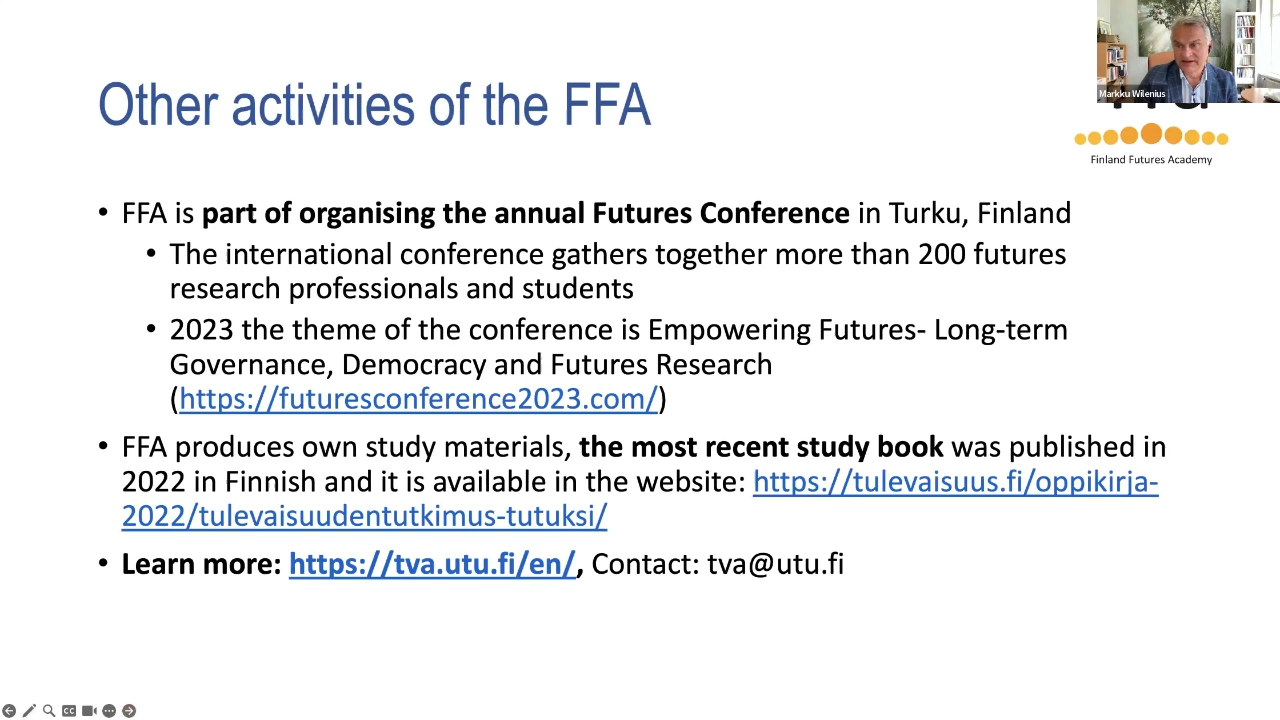 Markku Wilenius
Other activities of the FFA
Finland Futures Academy
• FFA is part of organising the annual Futures Conference in Turku, Finland
• The international conference gathers together more than 200 futures
research professionals and students
• 2023 the theme of the conference is Empowering Futures- Long-term
Governance, Democracy and Futures Research
(https://futuresconference2023.com/)
• FFA produces own study materials, the most recent study book was published in
2022 in Finnish and it is available in the website: https://tulevaisuus.fi/oppikirja-
2022/tulevaisuudentutkimus-tutuksi/
• Learn more: https://tva.utu.fi/en/, Contact: tva@utu.fi
CC